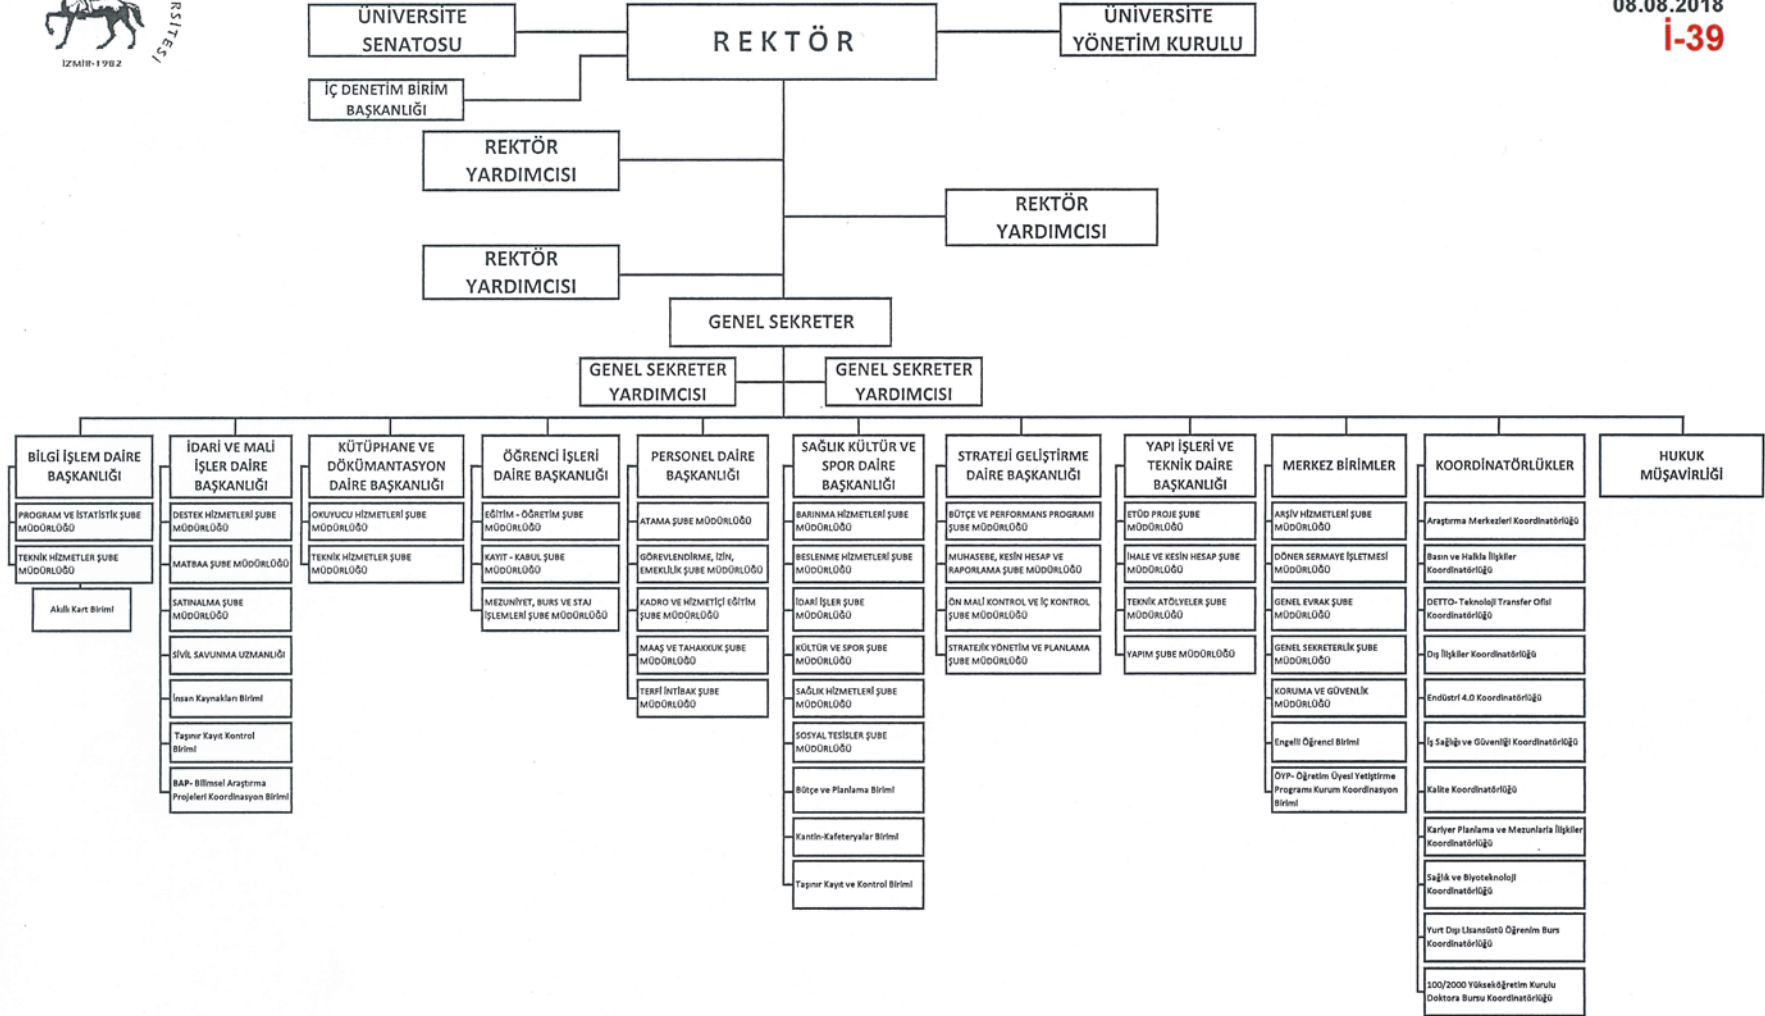 RSİTESİ
İZMİR-1982
08.08.2018
İ-39
ÜNİVERSİTE
SENATOSU
REKTÖR
ÜNİVERSİTE
YÖNETİM KURULU
İÇ DENETİM BİRİM
BAŞKANLIĞI
REKTÖR
YARDIMCISI
REKTÖR
YARDIMCISI
REKTÖR
YARDIMCISI
GENEL SEKRETER
GENEL SEKRETER
YARDIMCISI
GENEL SEKRETER
YARDIMCISI
BİLGİ İŞLEM DAİRE
BAŞKANLIĞI
PROGRAM VE İSTATİSTİK ŞUBE
MÜDÜRLÜĞÜ
TEKNİK HİZMETLER ŞUBE
MÜDÜRLÜĞÜ
Akıllı Kart Birimi
İDARİ VE MALİ
İŞLER DAİRE
BAŞKANLIĞI
DESTEK HİZMETLERİ ŞUBE
MÜDÜRLÜĞÜ
MATBAA ŞUBE MÜDÜRLÜĞÜ
SATINALMA ŞUBE
MÜDÜRLÜĞÜ
SİVİL SAVUNMA UZMANLIĞI
İnsan Kaynakları Birimi
Taşınır Kayıt Kontrol
Birimi
BAP- Bilimsel Araştırma
Projeleri Koordinasyon Birimi
KÜTÜPHANE VE
DÖKÜMANTASYON
DAİRE BAŞKANLIĞI
OKUYUCU HİZMETLERİ ŞUBE
MÜDÜRLÜĞÜ
TEKNİK HİZMETLER ŞUBE
MÜDÜRLÜĞÜ
ÖĞRENCİ İŞLERİ
DAİRE BAŞKANLIĞI
EĞİTİM - ÖĞRETİM ŞUBE
MÜDÜRLÜĞÜ
KAYIT - KABUL ŞUBE
MÜDÜRLÜĞÜ
MEZUNİYET, BURS VE STAJ
İŞLEMLERİ ŞUBE MÜDÜRLÜĞÜ
PERSONEL DAİRE
BAŞKANLIĞI
ATAMA ŞUBE MÜDÜRLÜĞÜ
GÖREVLENDİRME, İZİN,
EMEKLİLİK ŞUBE MÜDÜRLÜĞÜ
KADRO VE HİZMETİÇİ EĞİTİM
ŞUBE MÜDÜRLÜĞÜ
MAAŞ VE TAHAKKUK ŞUBE
MÜDÜRLÜĞÜ
TERFİ İNTİBAK ŞUBE
MÜDÜRLÜĞÜ
SAĞLIK KÜLTÜR VE
SPOR DAİRE
BAŞKANLIĞI
BARINMA HİZMETLERİ ŞUBE
MÜDÜRLÜĞÜ
BESLENME HİZMETLERİ ŞUBE
MÜDÜRLÜĞÜ
İDARİ İŞLER ŞUBE
MÜDÜRLÜĞÜ
KÜLTÜR VE SPOR ŞUBE
MÜDÜRLÜĞÜ
SAĞLIK HİZMETLERİ ŞUBE
MÜDÜRLÜĞÜ
SOSYAL TESİSLER ŞUBE
MÜDÜRLÜĞÜ
Bütçe ve Planlama Birimi
Kantin-Kafeteryalar Birimi
Taşınır Kayıt ve Kontrol Birimi
STRATEJİ GELİŞTİRME
DAİRE BAŞKANLIĞI
BÜTÇE VE PERFORMANS PROGRAMI
ŞUBE MÜDÜRLÜĞÜ
MUHASEBE, KESİN HESAP VE
RAPORLAMA ŞUBE MÜDÜRLÜĞÜ
ÖN MALİ KONTROL VE İÇ KONTROL
ŞUBE MÜDÜRLÜĞÜ
STRATEJİK YÖNETİM VE PLANLAMA
ŞUBE MÜDÜRLÜĞÜ
YAPI İŞLERİ VE
TEKNİK DAİRE
BAŞKANLIĞI
ETÜD PROJE ŞUBE
MÜDÜRLÜĞÜ
İHALE VE KESİN HESAP ŞUBE
MÜDÜRLÜĞÜ
TEKNİK ATÖLYELER ŞUBE
MÜDÜRLÜĞÜ
YAPIM ŞUBE MÜDÜRLÜĞÜ
MERKEZ BİRİMLER
ARŞİV HİZMETLERİ ŞUBE
MÜDÜRLÜĞÜ
DÖNER SERMAYE İŞLETMESİ
MÜDÜRLÜĞÜ
GENEL EVRAK ŞUBE
MÜDÜRLÜĞÜ
GENEL SEKRETERLİK ŞUBE
MÜDÜRLÜĞÜ
KORUMA VE GÜVENLİK
MÜDÜRLÜĞÜ
Engelli Öğrenci Birimi
ÖYP- Öğretim Üyesi Yetiştirme
Programı Kurum Koordinasyon
Birimi
KOORDİNATÖRLÜKLER
Araştırma Merkezleri Koordinatörlüğü
Basın ve Halkla İlişkiler
Koordinatörlüğü
DETTO- Teknoloji Transfer Ofisi
Koordinatörlüğü
Dış İlişkiler Koordinatörlüğü
Endüstri 4.0 Koordinatörlüğü
İş Sağlığı ve Güvenliği Koordinatörlüğü
Kalite Koordinatörlüğü
Kariyer Planlama ve Mezunlarla İlişkiler
Koordinatörlüğü
Sağlık ve Biyoteknoloji
Koordinatörlüğü
Yurt Dışı Lisansüstü Öğrenim Burs
Koordinatörlüğü
100/2000 Yükseköğretim Kurulu
Doktora Bursu Koordinatörlüğü
HUKUK
MÜŞAVİRLİĞİ